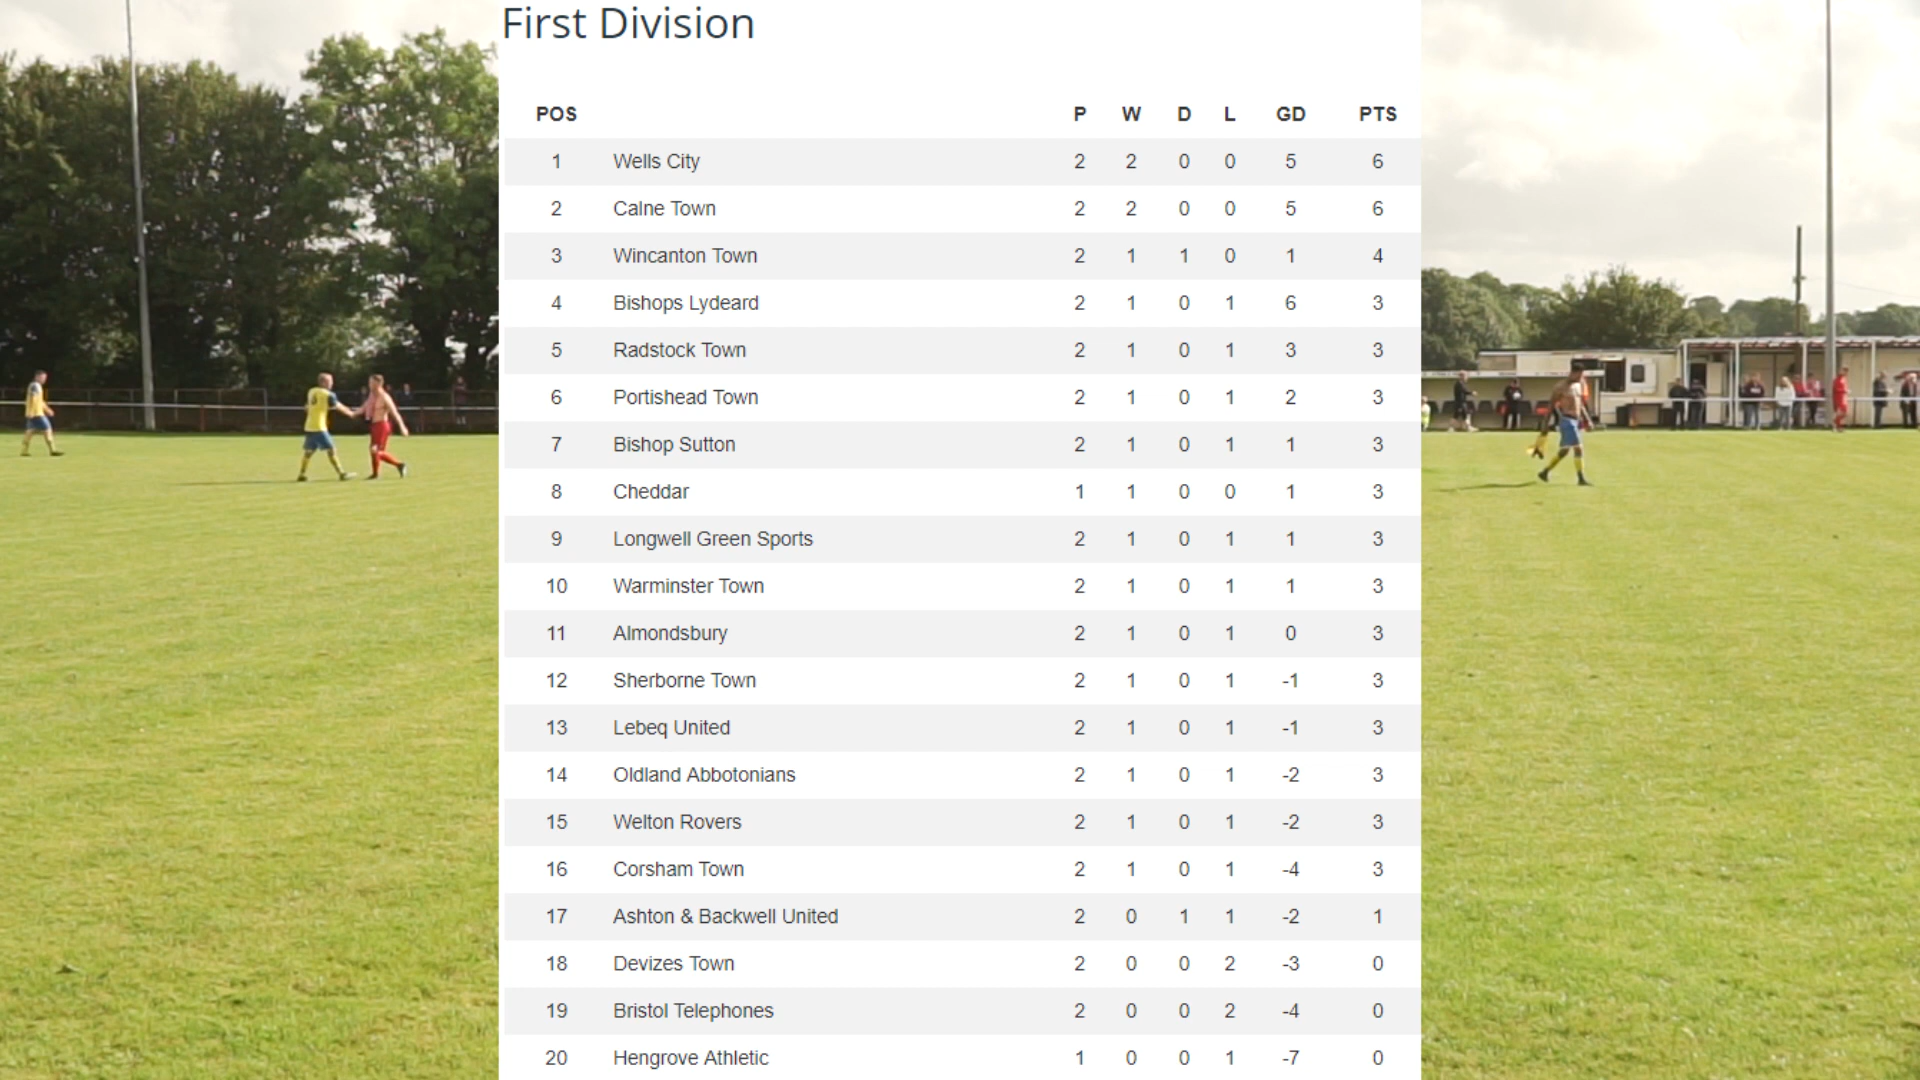 First Division
POS P W D L GD PTS
1 Wells City 2 2 0 0 5 6
2 Calne Town 2 2 0 0 5 6
3 Wincanton Town 2 1 1 0 1 4
4 Bishops Lydeard 2 1 0 1 6 3
5 Radstock Town 2 1 0 1 3 3
6 Portishead Town 2 1 0 1 2 3
7 Bishop Sutton 2 1 0 1 1 3
8 Cheddar 1 1 0 0 1 3
9 Longwell Green Sports 2 1 0 1 1 3
10 Warminster Town 2 1 0 1 1 3
11 Almondsbury 2 1 0 1 0 3
12 Sherborne Town 2 1 0 1 -1 3
13 Lebeq United 2 1 0 1 -1 3
14 Oldland Abbotonians 2 1 0 1 -2 3
15 Welton Rovers 2 1 0 1 -2 3
16 Corsham Town 2 1 0 1 -4 3
17 Ashton & Backwell United 2 0 1 1 -2 1
18 Devizes Town 2 0 0 2 -3 0
19 Bristol Telephones 2 0 0 2 -4 0
20 Hengrove Athletic 1 0 0 1 -7 0